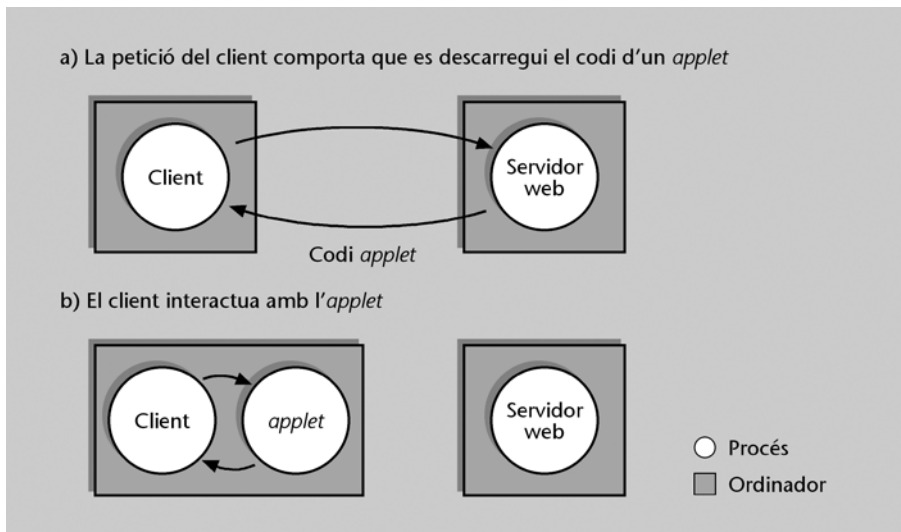 a) La petició del client comporta que es descarregui el codi d’un applet
Client
Servidor
web
Codi applet
b) El client interactua amb l’applet
Client
applet
Servidor
web
Procés
Ordinador